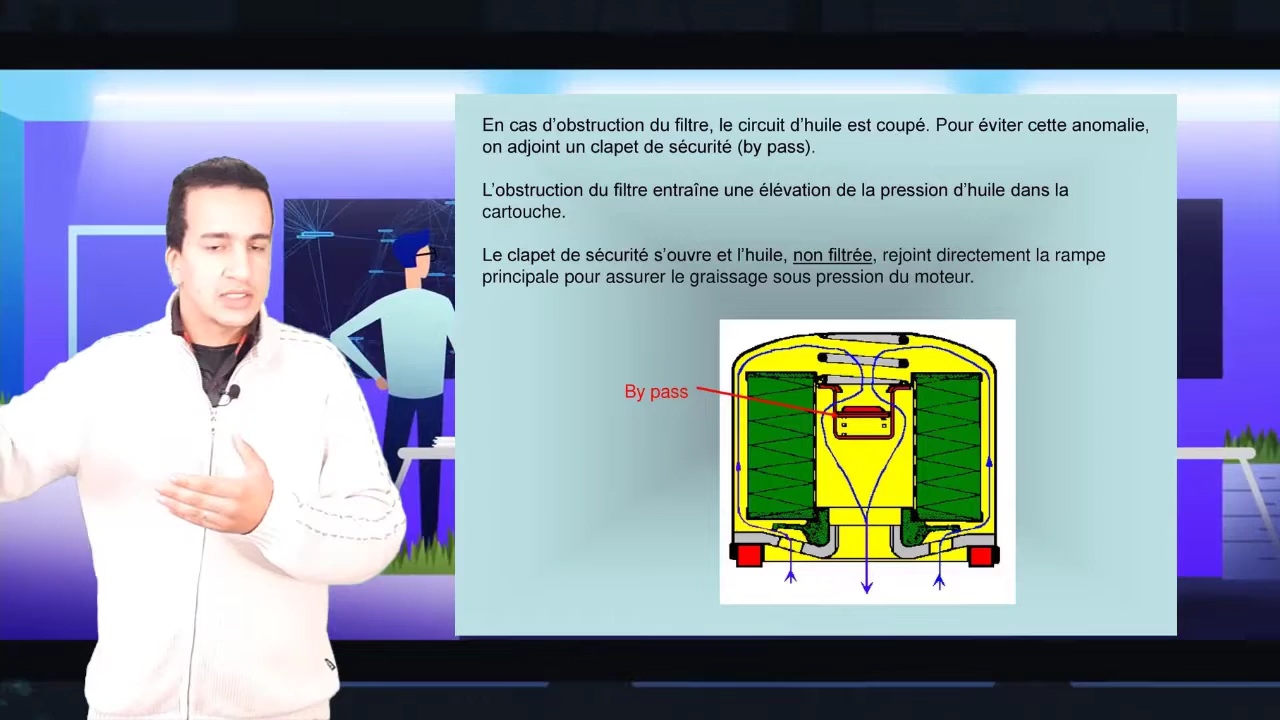 En cas d’obstruction du filtre, le circuit d’huile est coupé. Pour éviter cette anomalie,
on adjoint un clapet de sécurité (by pass).
L’obstruction du filtre entraîne une élévation de la pression d’huile dans la
cartouche.
Le clapet de sécurité s’ouvre et l’huile, non filtrée, rejoint directement la rampe
principale pour assurer le graissage sous pression du moteur.
By pass